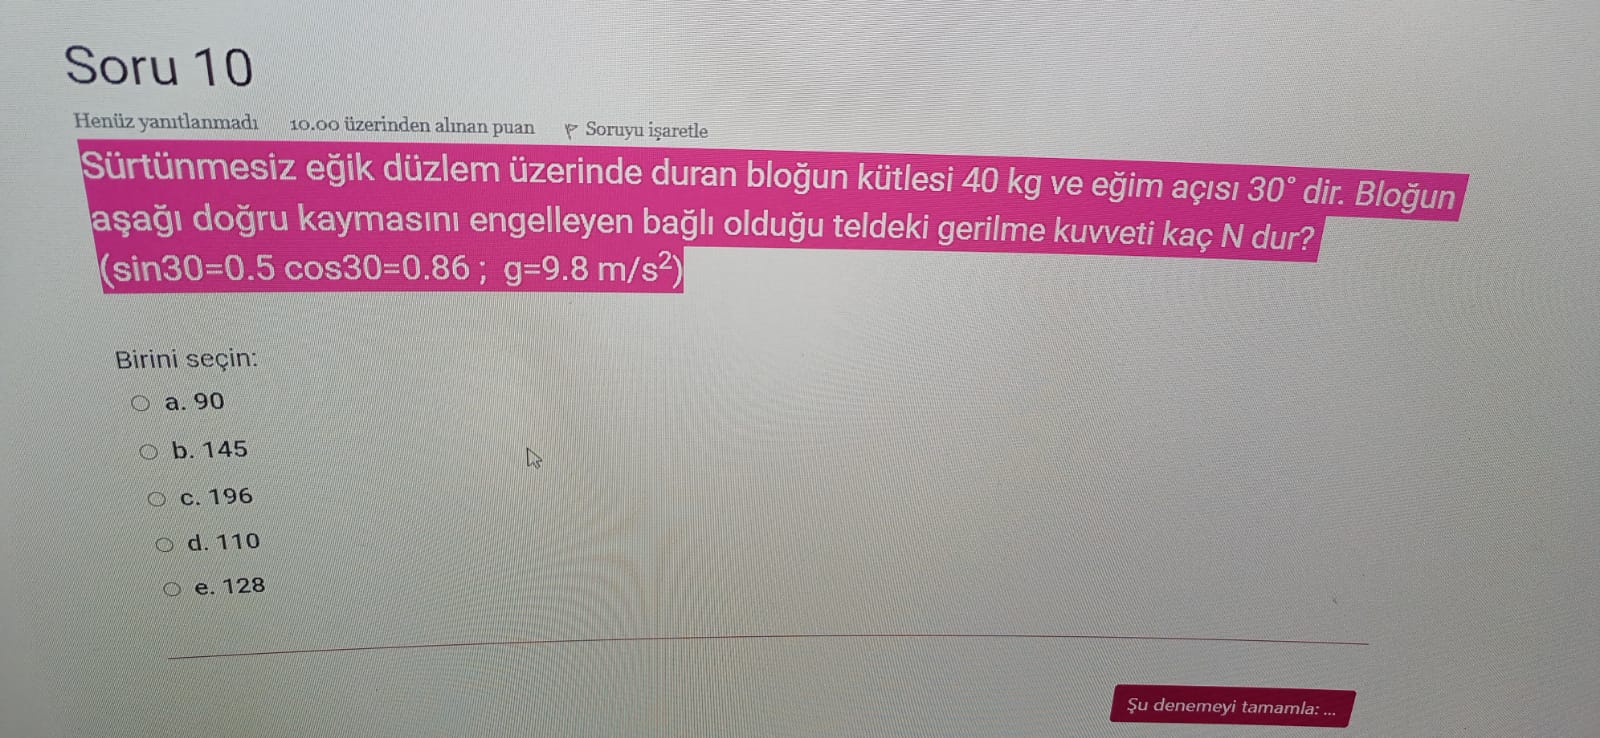 Soru 10
Henüz yanıtlanmadı 10.00 üzerinden alınan puan Soruyu işaretle
Sürtünmesiz eğik düzlem üzerinde duran bloğun kütlesi 40 kg ve eğim açısı 30° dir. Bloğun
aşağı doğru kaymasını engelleyen bağlı olduğu teldeki gerilme kuvveti kaç N dur?
(sin30=0.5 cos30=0.86 ; g=9.8 m/s²)
Birini seçin:
a. 90
b. 145
c. 196
d. 110
e. 128
Şu denemeyi tamamla: ...